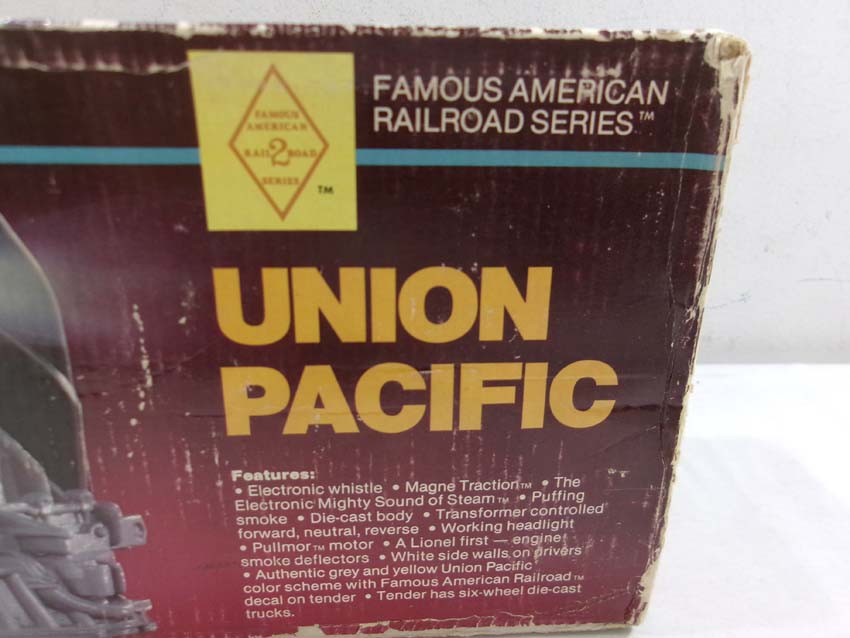 FAMOUS
AMERICAN
RAIL 2 ROAD
SERIES
TM
FAMOUS AMERICAN
RAILROAD SERIES™
UNION
PACIFIC
Features:
• Electronic whistle • Magne Traction™ • The
Electronic Mighty Sound of Steam™ • Puffing
smoke • Die-cast body • Transformer controlled
forward, neutral, reverse • Working headlight
• Pullmor™ motor • A Lionel first — engine
smoke deflectors • White side walls on drivers
• Authentic grey and yellow Union Pacific
color scheme with Famous American Railroad™
decal on tender • Tender has six-wheel die-cast
trucks.